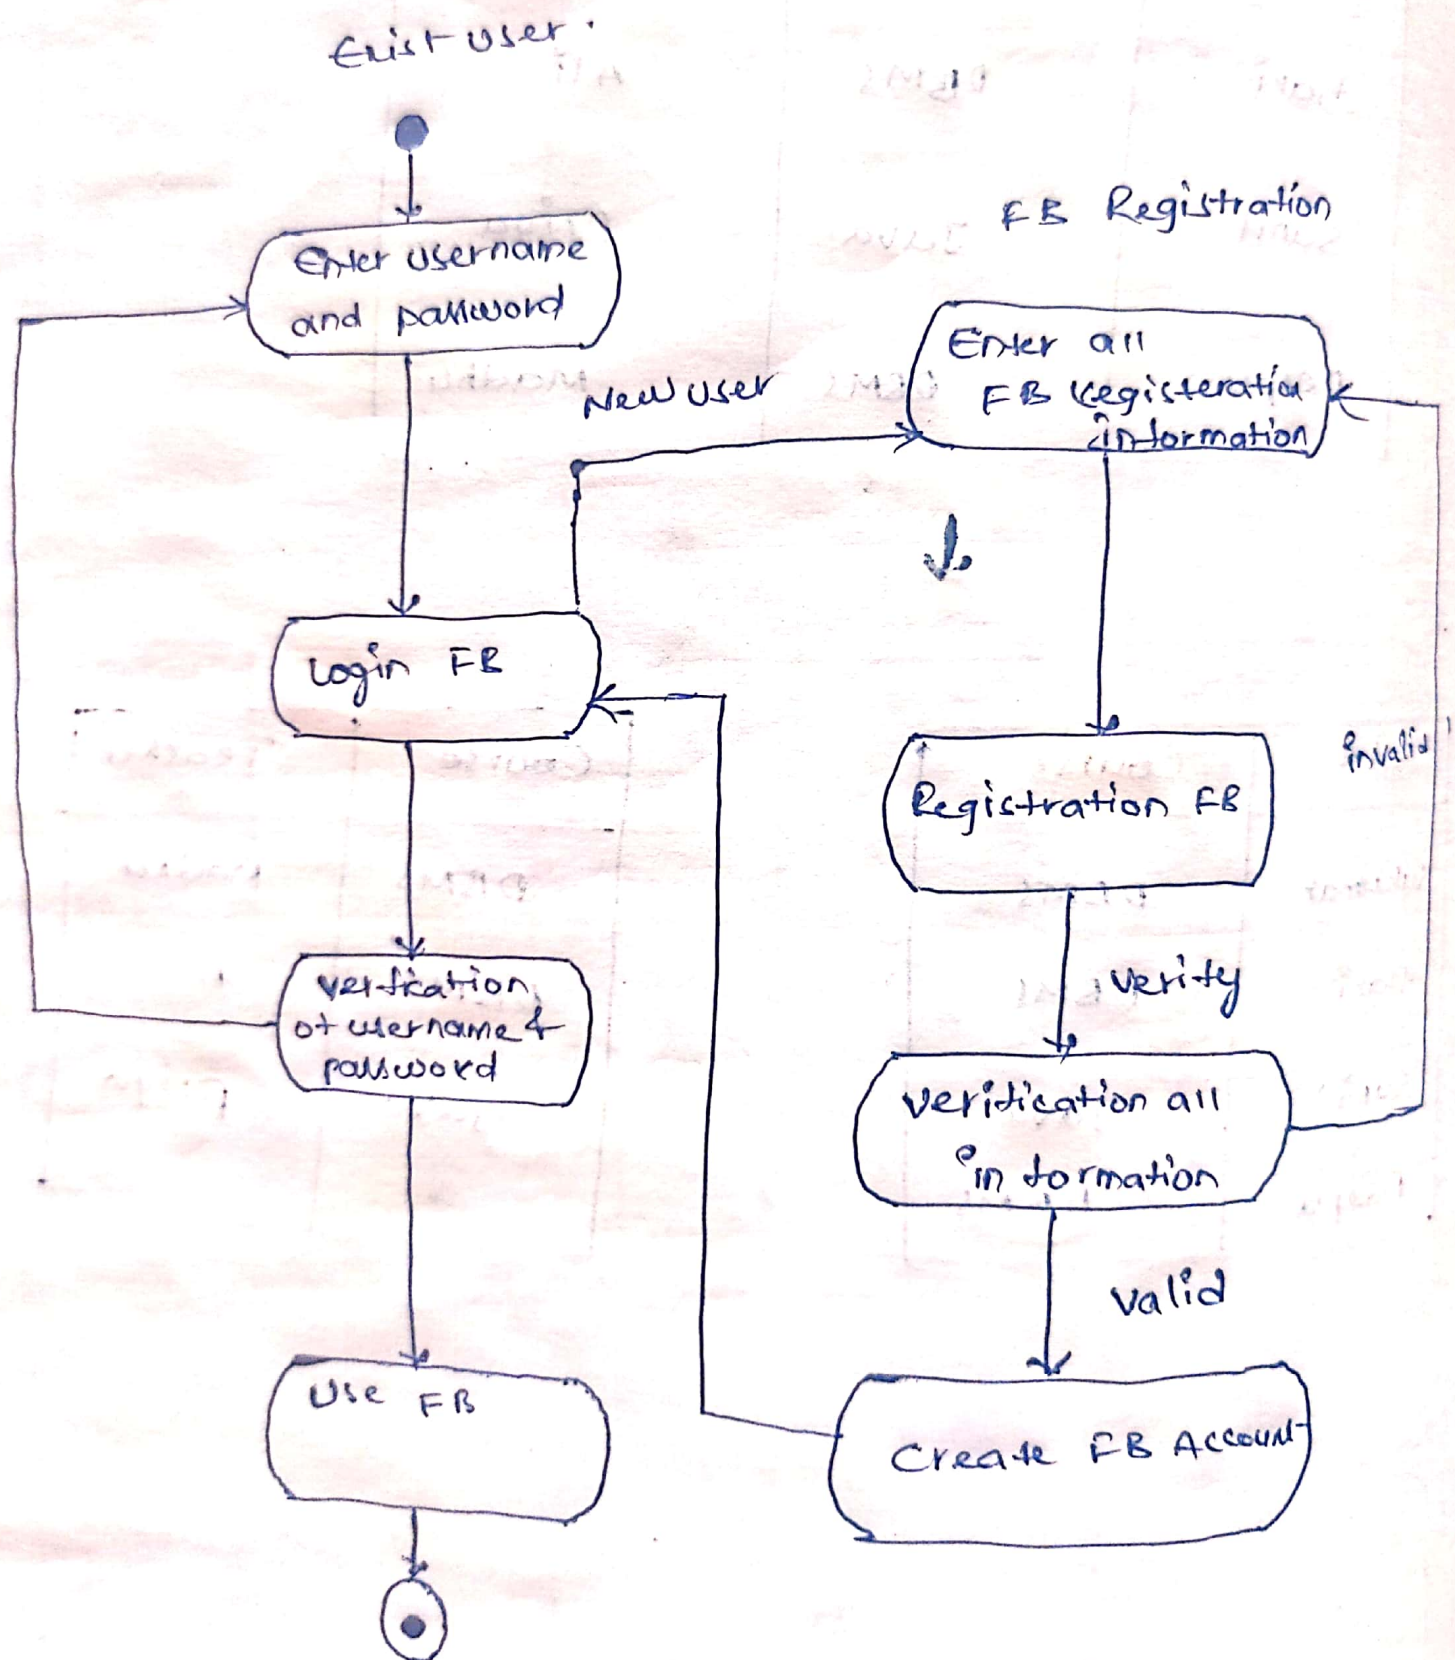 Exist user.
Enter username
and password
Login FB
verfication
of username &
password
Use FB
New user
FB Registration
Enter all
FB Registeration
information
Registration FB
verify
verification all
information
invalid
valid
Create FB Account